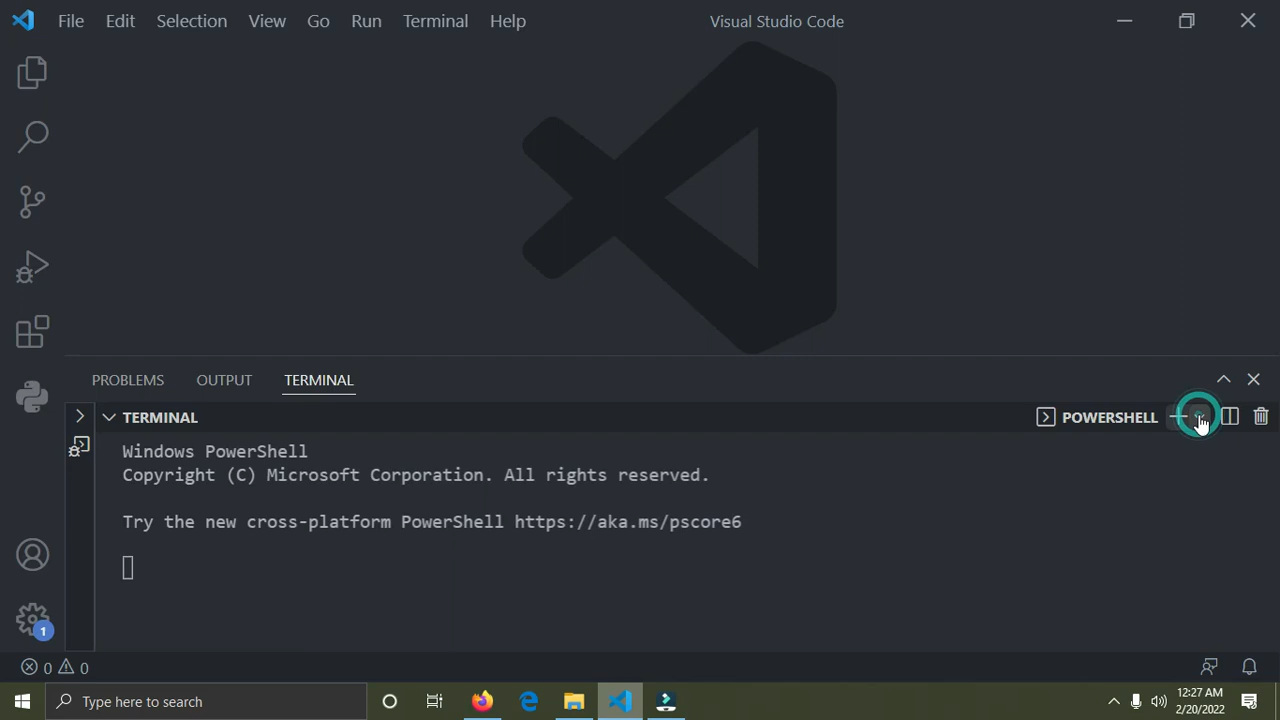 File Edit Selection View Go Run Terminal Help Visual Studio Code
PROBLEMS OUTPUT TERMINAL
TERMINAL POWERSHELL
Windows PowerShell
Copyright (C) Microsoft Corporation. All rights reserved.
Try the new cross-platform PowerShell https://aka.ms/pscore6
1
0 0
Type here to search
12:27 AM
2/20/2022